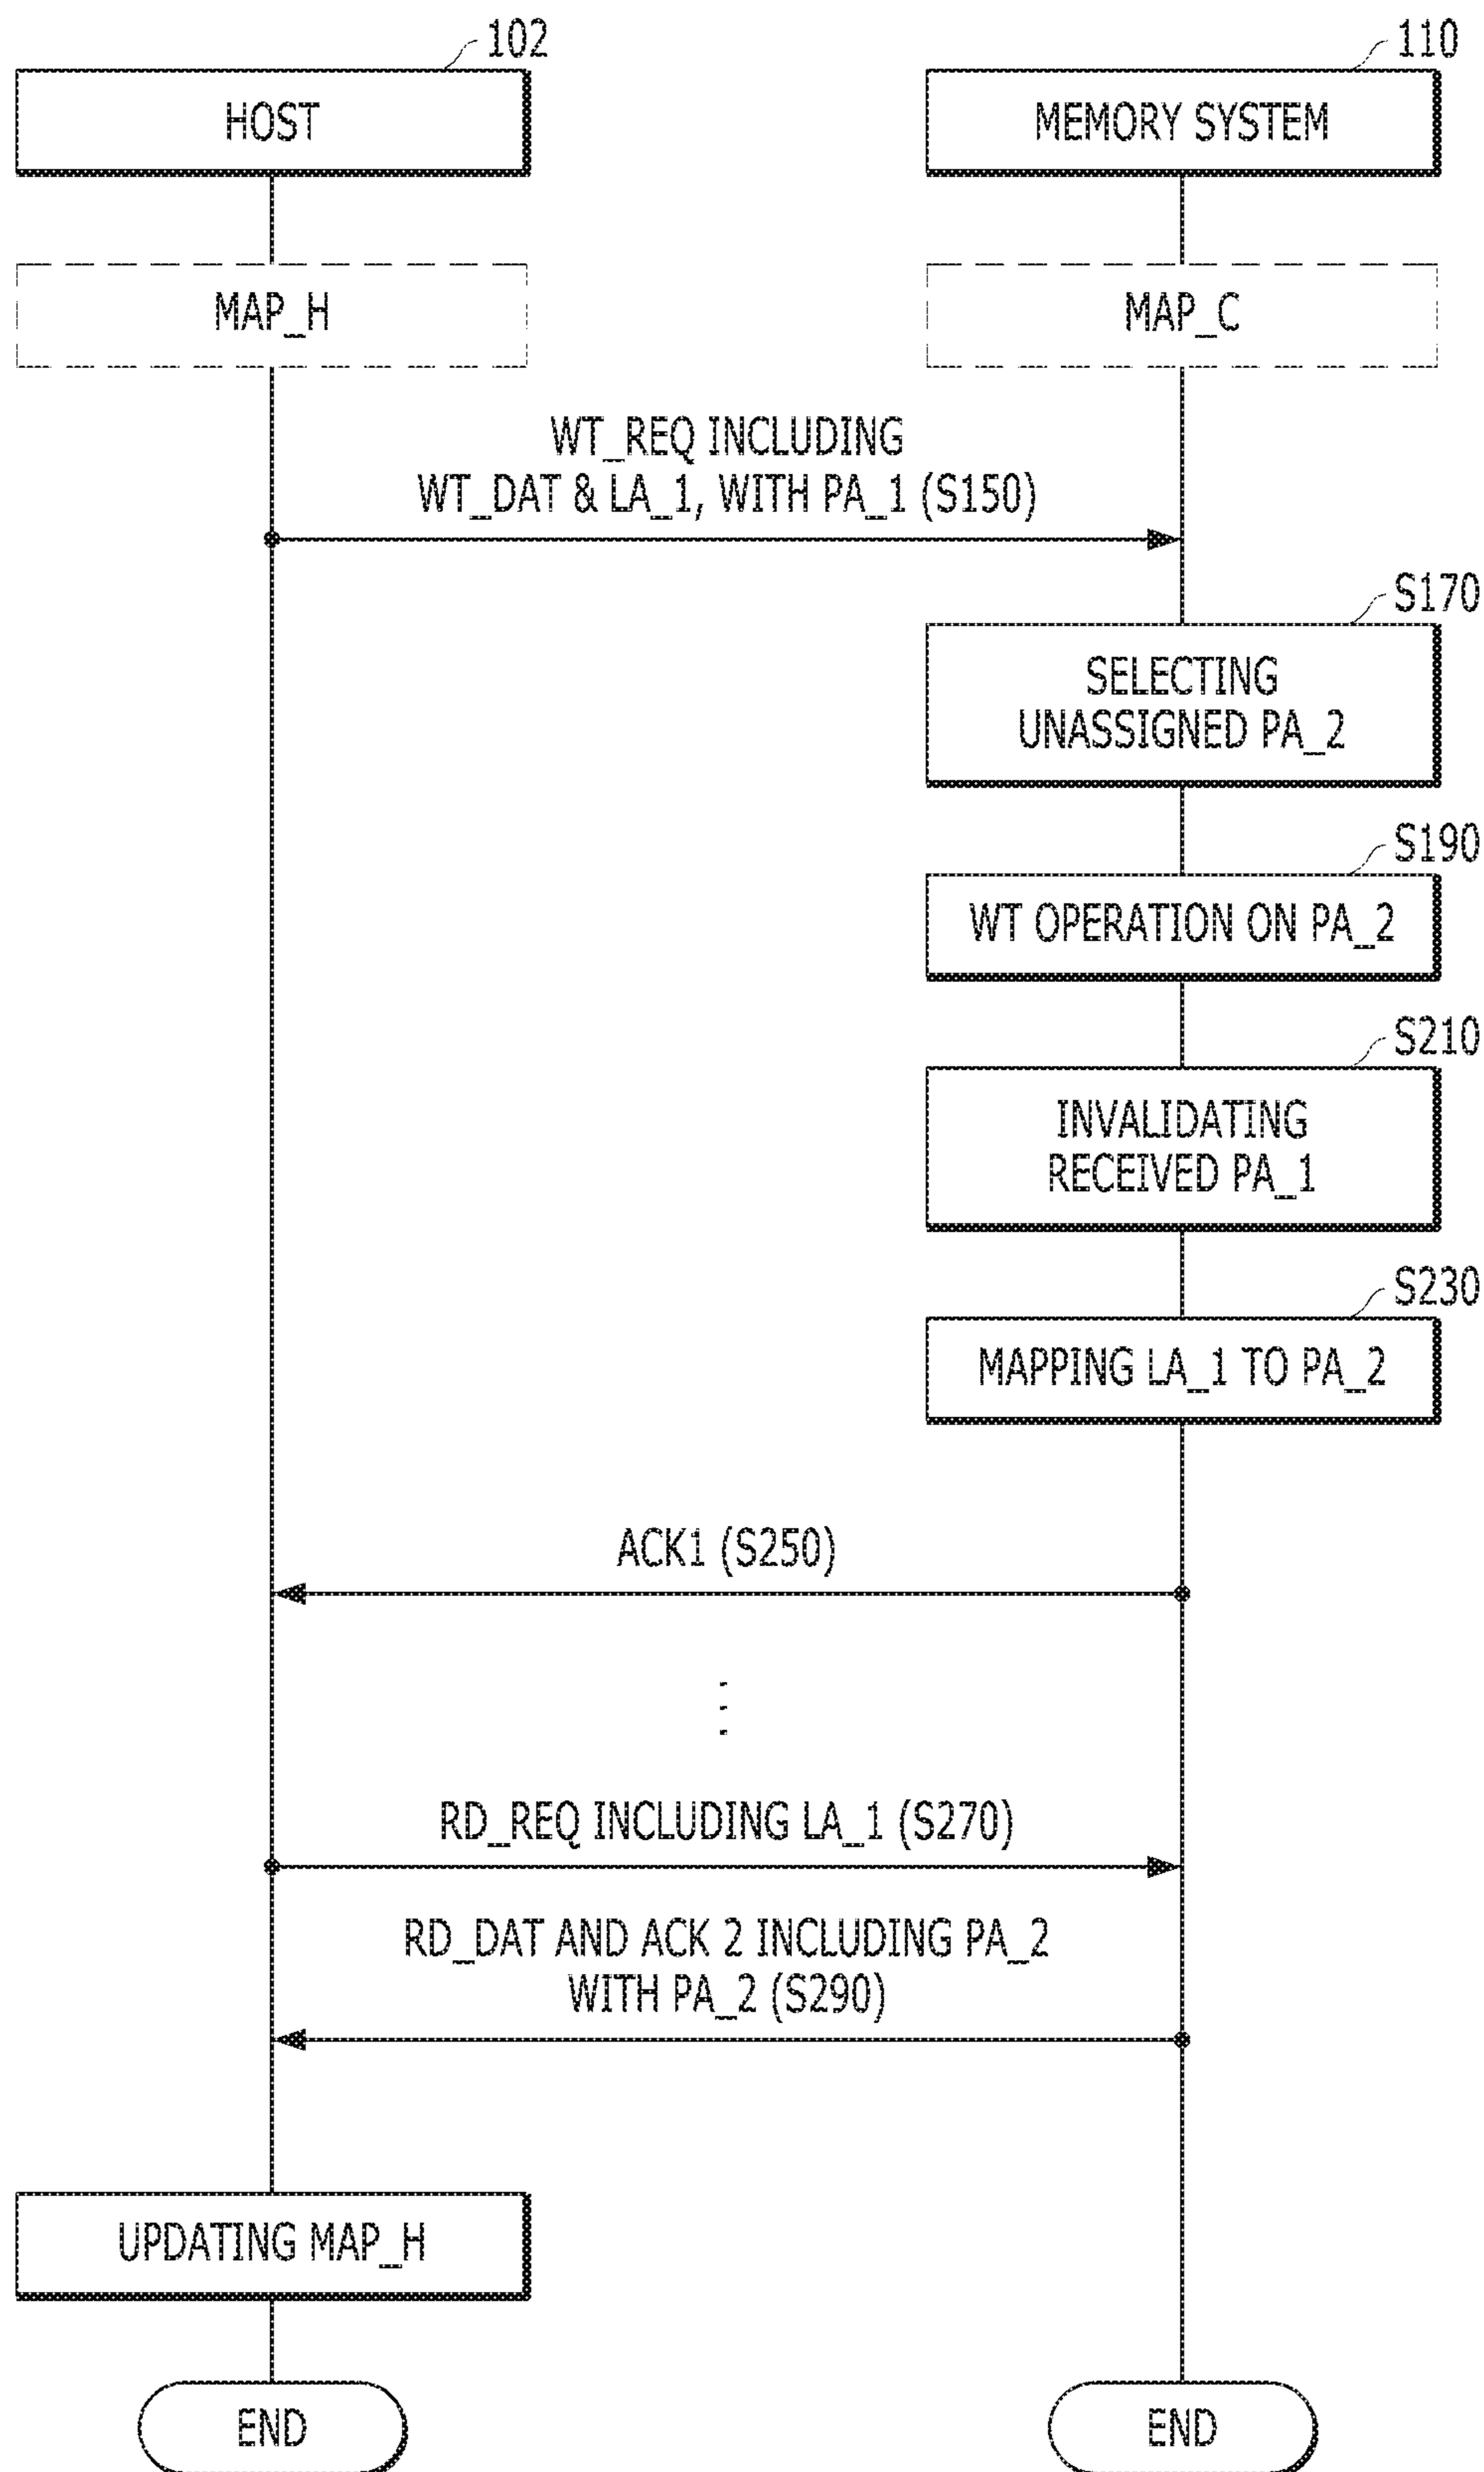 102
110
HOST
MEMORY SYSTEM
MAP_H
MAP_C
WT_REQ INCLUDING
WT_DAT & LA_1, WITH PA_1 (S150)
S170
SELECTING
UNASSIGNED PA_2
S190
WT OPERATION ON PA_2
S210
INVALIDATING
RECEIVED PA_1
S230
MAPPING LA_1 TO PA_2
ACK1 (S250)
RD_REQ INCLUDING LA_1 (S270)
RD_DAT AND ACK 2 INCLUDING PA_2
WITH PA_2 (S290)
UPDATING MAP_H
END
END